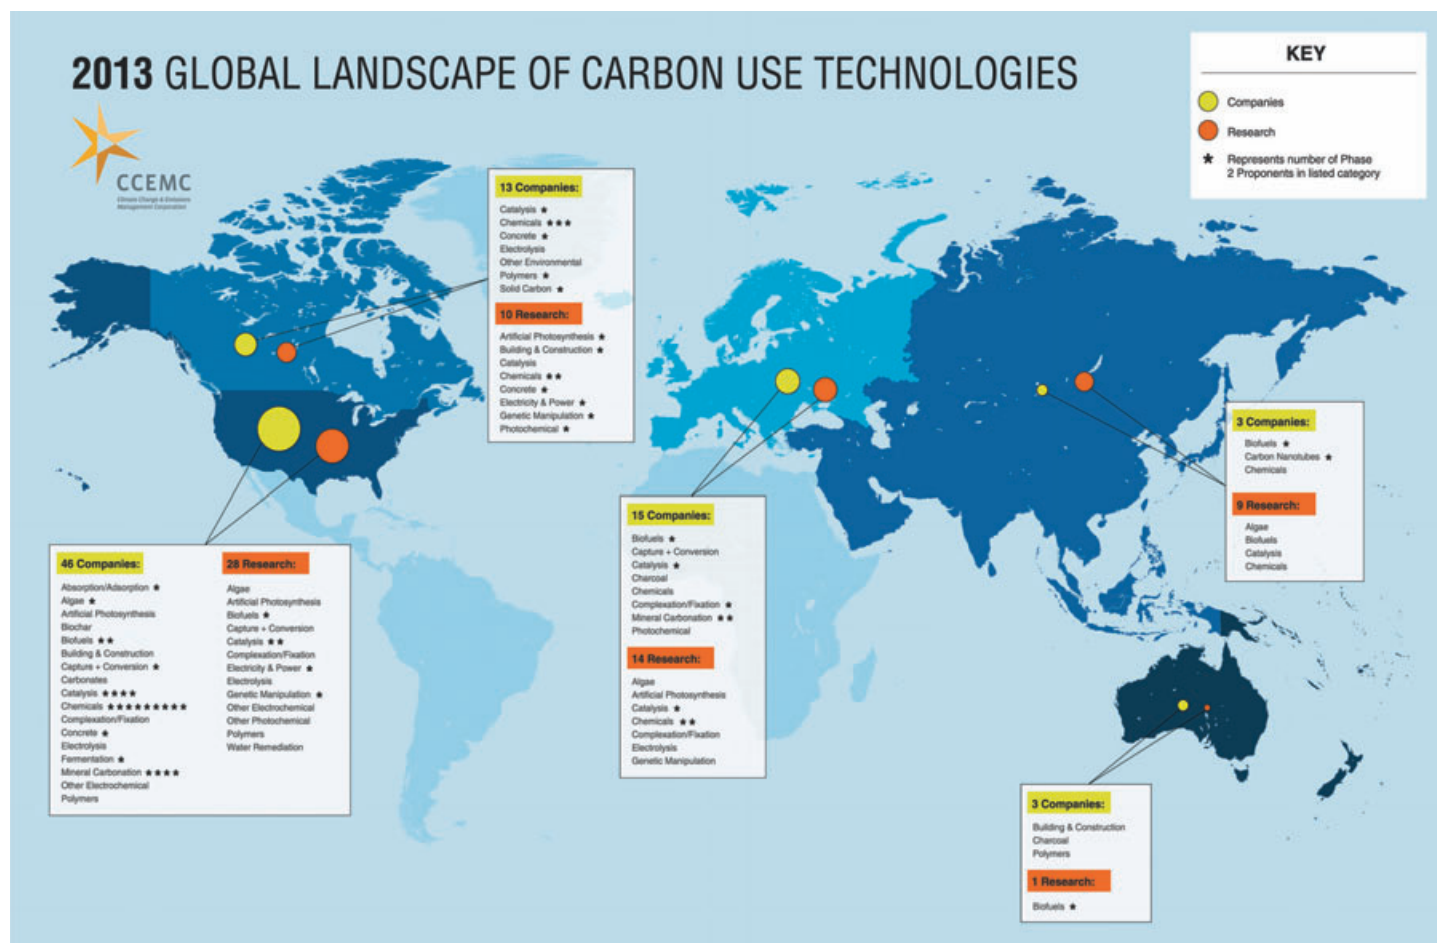 2013 GLOBAL LANDSCAPE OF CARBON USE TECHNOLOGIES
CCEMC
Climate Change & Emissions
Management Corporation
KEY
Companies
Research
★ Represents number of Phase
2 Proponents in listed category
13 Companies:
Catalysis ★
Chemicals ★★★
Concrete ★
Electrolysis
Other Environmental
Polymers ★
Solid Carbon ★
10 Research:
Artificial Photosynthesis ★
Building & Construction ★
Catalysis
Chemicals ★★
Concrete ★
Electricity & Power ★
Genetic Manipulation ★
Photochemical ★
46 Companies:
Absorption/Adsorption ★
Algae ★
Artificial Photosynthesis
Biochar
Biofuels ★★
Building & Construction
Capture + Conversion ★
Carbonates
Catalysis ★★★★
Chemicals ★★★★★★★★★
Complexation/Fixation
Concrete ★
Electrolysis
Fermentation ★
Mineral Carbonation ★★★★
Other Electrochemical
Polymers
28 Research:
Algae
Artificial Photosynthesis
Biofuels ★
Capture + Conversion
Catalysis ★★
Complexation/Fixation
Electricity & Power ★
Electrolysis
Genetic Manipulation ★
Other Electrochemical
Other Photochemical
Polymers
Water Remediation
15 Companies:
Biofuels ★
Capture + Conversion
Catalysis ★
Charcoal
Chemicals
Complexation/Fixation ★
Mineral Carbonation ★★
Photochemical
14 Research:
Algae
Artificial Photosynthesis
Catalysis ★
Chemicals ★★
Complexation/Fixation
Electrolysis
Genetic Manipulation
3 Companies:
Biofuels ★
Carbon Nanotubes ★
Chemicals
9 Research:
Algae
Biofuels
Catalysis
Chemicals
3 Companies:
Building & Construction
Charcoal
Polymers
1 Research:
Biofuels ★